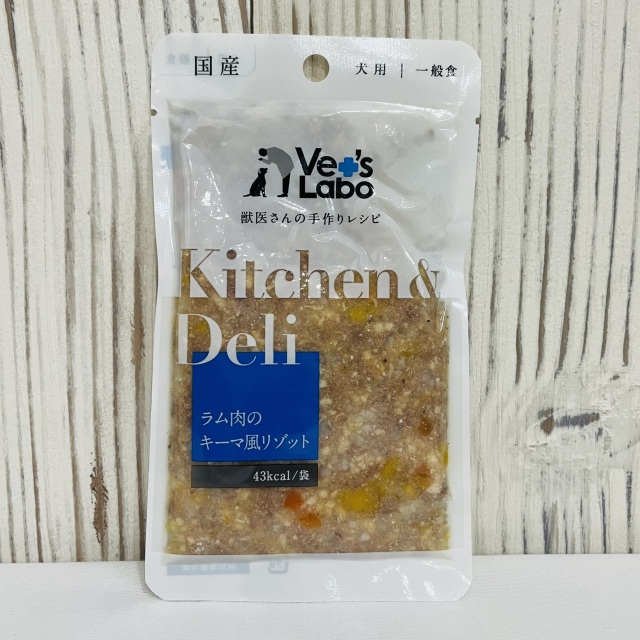 国産
犬用 | 一般食
Vet's
Labo
獣医さんの手作りレシピ
Kitchen &
Deli
ラム肉の
キーマ風リゾット
43kcal/袋